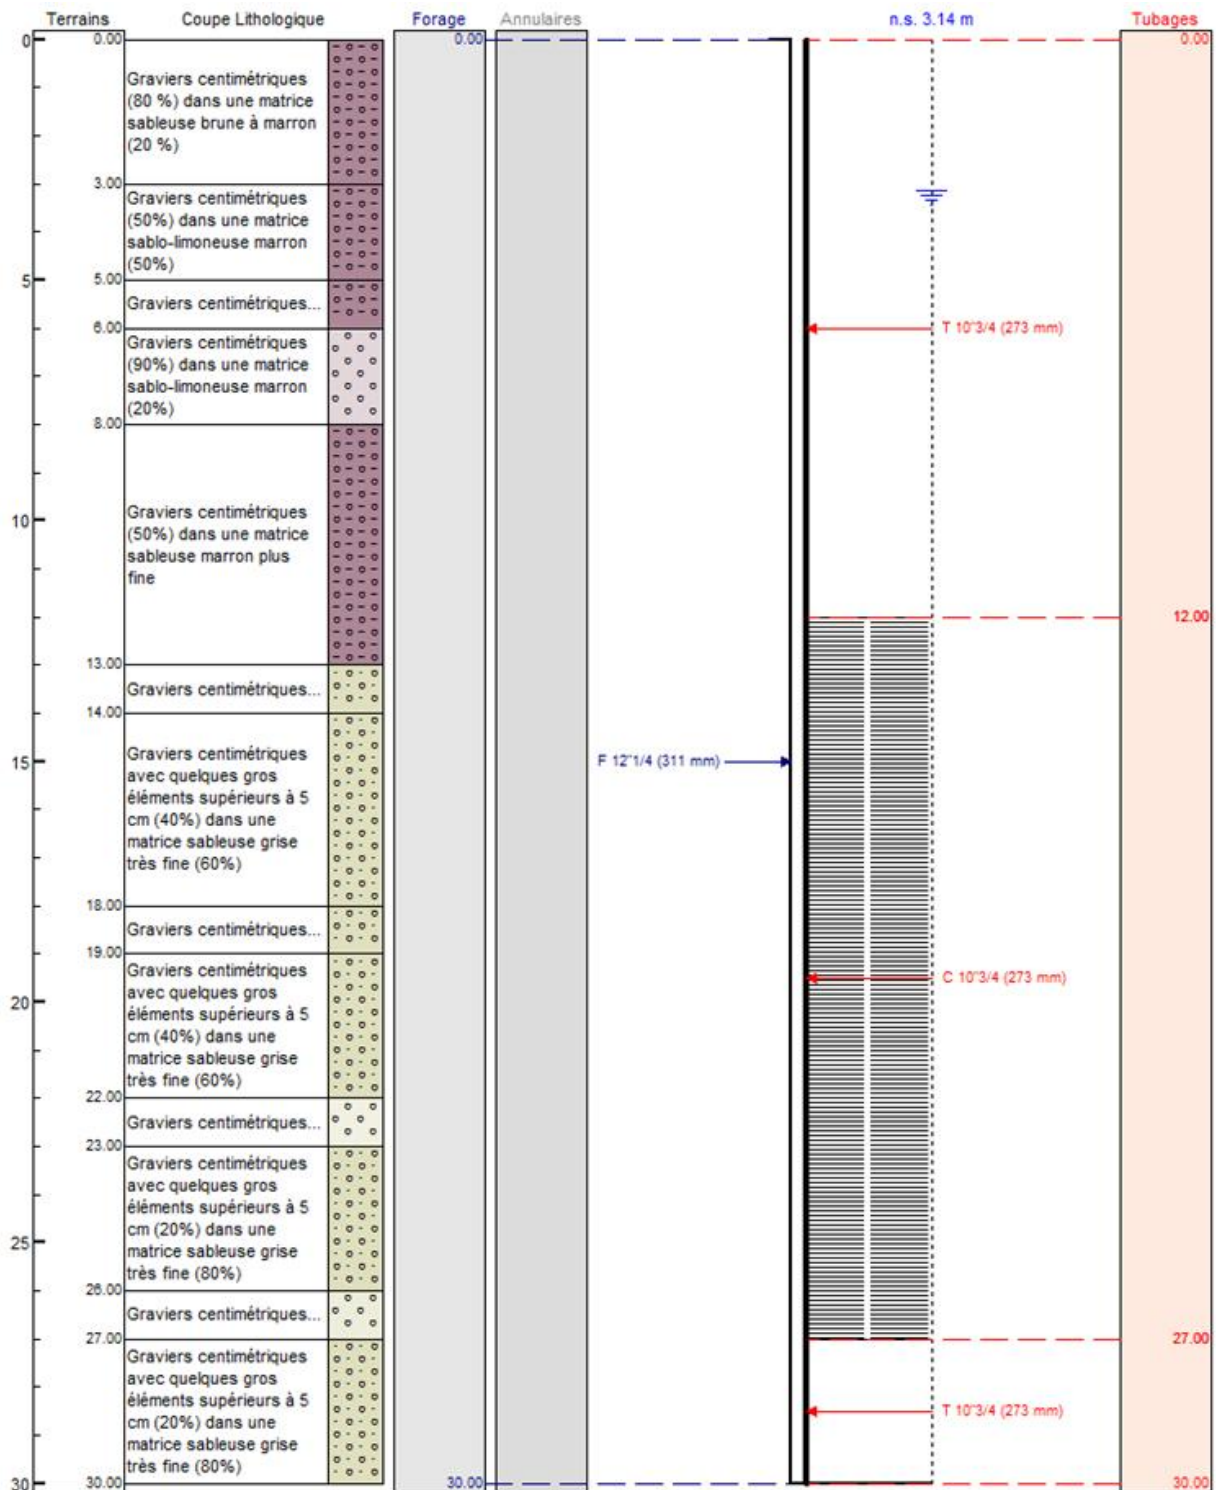 Terrains Coupe Lithologique Forage Annulaires n.s. 3.14 m Tubages
0 0.00 0.00 0.00
Graviers centimétriques
(80 %) dans une matrice
sableuse brune à marron
(20 %)
3.00
Graviers centimétriques
(50%) dans une matrice
sablo-limoneuse marron
(50%)
5 5.00
Graviers centimétriques...
6.00 T 10"3/4 (273 mm)
Graviers centimétriques
(90%) dans une matrice
sablo-limoneuse marron
(20%)
8.00
Graviers centimétriques
10
(50%) dans une matrice
sableuse marron plus
fine
12.00
13.00
Graviers centimétriques...
14.00
Graviers centimétriques
15 F 12"1/4 (311 mm)
avec quelques gros
éléments supérieurs à 5
cm (40%) dans une
matrice sableuse grise
très fine (60%)
18.00
Graviers centimétriques...
19.00
Graviers centimétriques
C 10"3/4 (273 mm)
avec quelques gros
20
éléments supérieurs à 5
cm (40%) dans une
matrice sableuse grise
très fine (60%)
22.00
Graviers centimétriques...
23.00
Graviers centimétriques
avec quelques gros
éléments supérieurs à 5
cm (20%) dans une
25
matrice sableuse grise
très fine (80%)
26.00
Graviers centimétriques...
27.00 27.00
Graviers centimétriques
avec quelques gros
éléments supérieurs à 5
T 10"3/4 (273 mm)
cm (20%) dans une
matrice sableuse grise
très fine (80%)
30 30.00 30.00 30.00